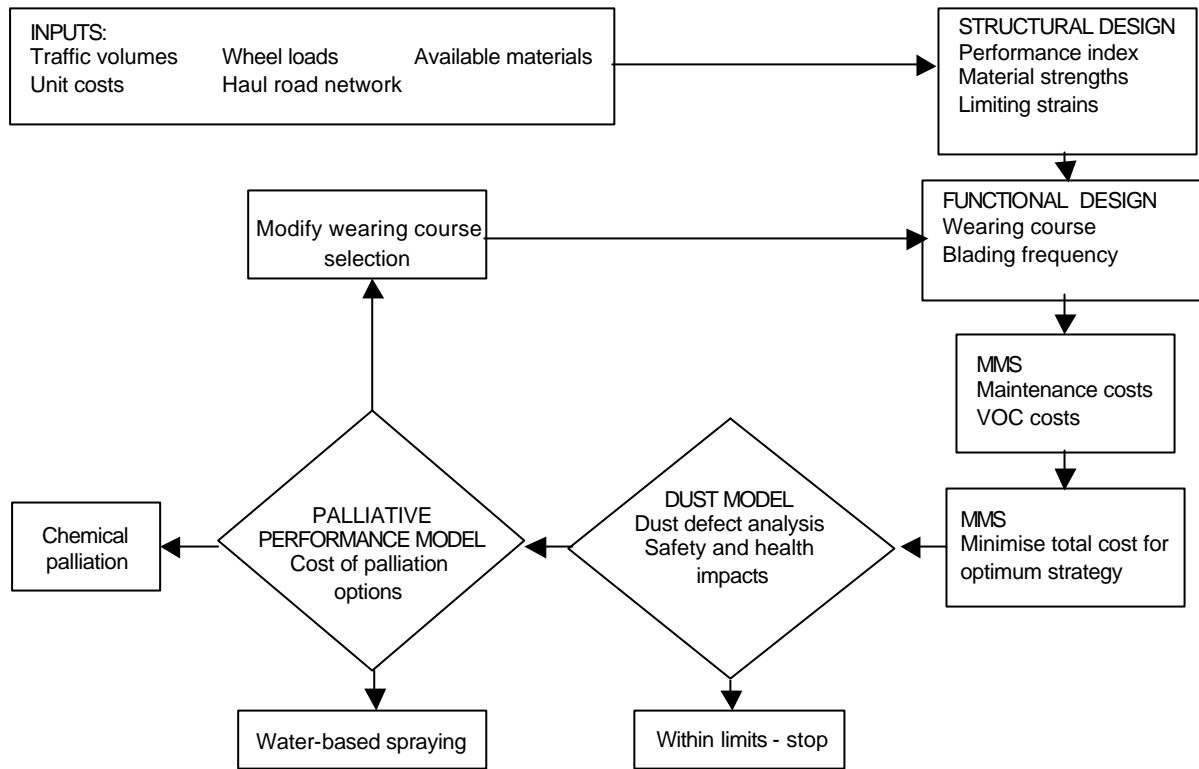 INPUTS:
Traffic volumes Wheel loads Available materials
Unit costs Haul road network
STRUCTURAL DESIGN
Performance index
Material strengths
Limiting strains
Modify wearing course
selection
FUNCTIONAL DESIGN
Wearing course
Blading frequency
MMS
Maintenance costs
VOC costs
MMS
Minimise total cost for
optimum strategy
DUST MODEL
Dust defect analysis
Safety and health
impacts
PALLIATIVE
PERFORMANCE MODEL
Cost of palliation
options
Chemical
palliation
Water-based spraying
Within limits - stop